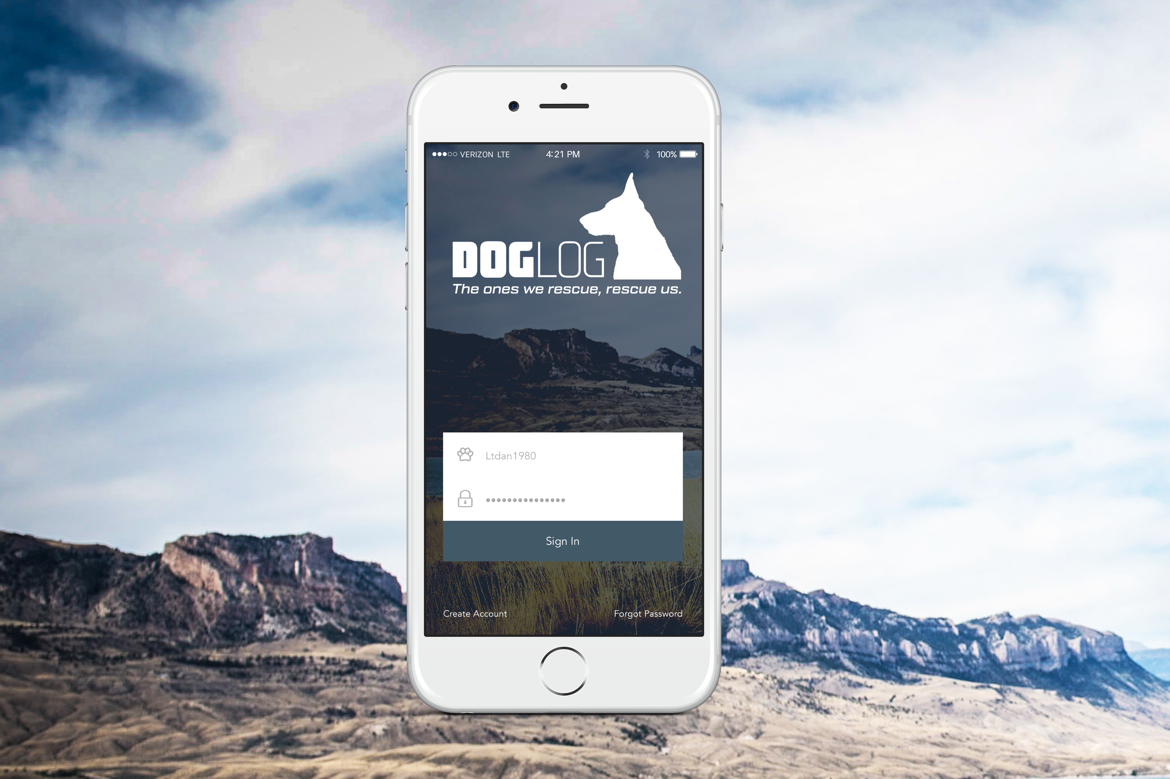 VERIZON LTE 4:21 PM 100%
DOGLOG
The ones we rescue, rescue us.
Ltdan1980
•••••••••••••••
Sign In
Create Account Forgot Password